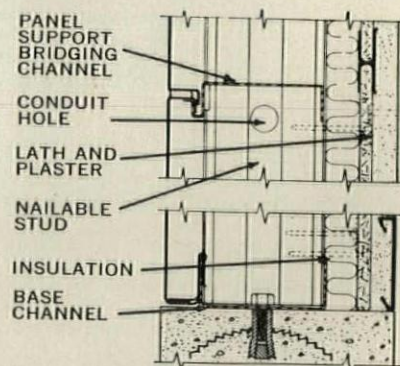 PANEL
SUPPORT
BRIDGING
CHANNEL
CONDUIT
HOLE
LATH AND
PLASTER
NAILABLE
STUD
INSULATION
BASE
CHANNEL